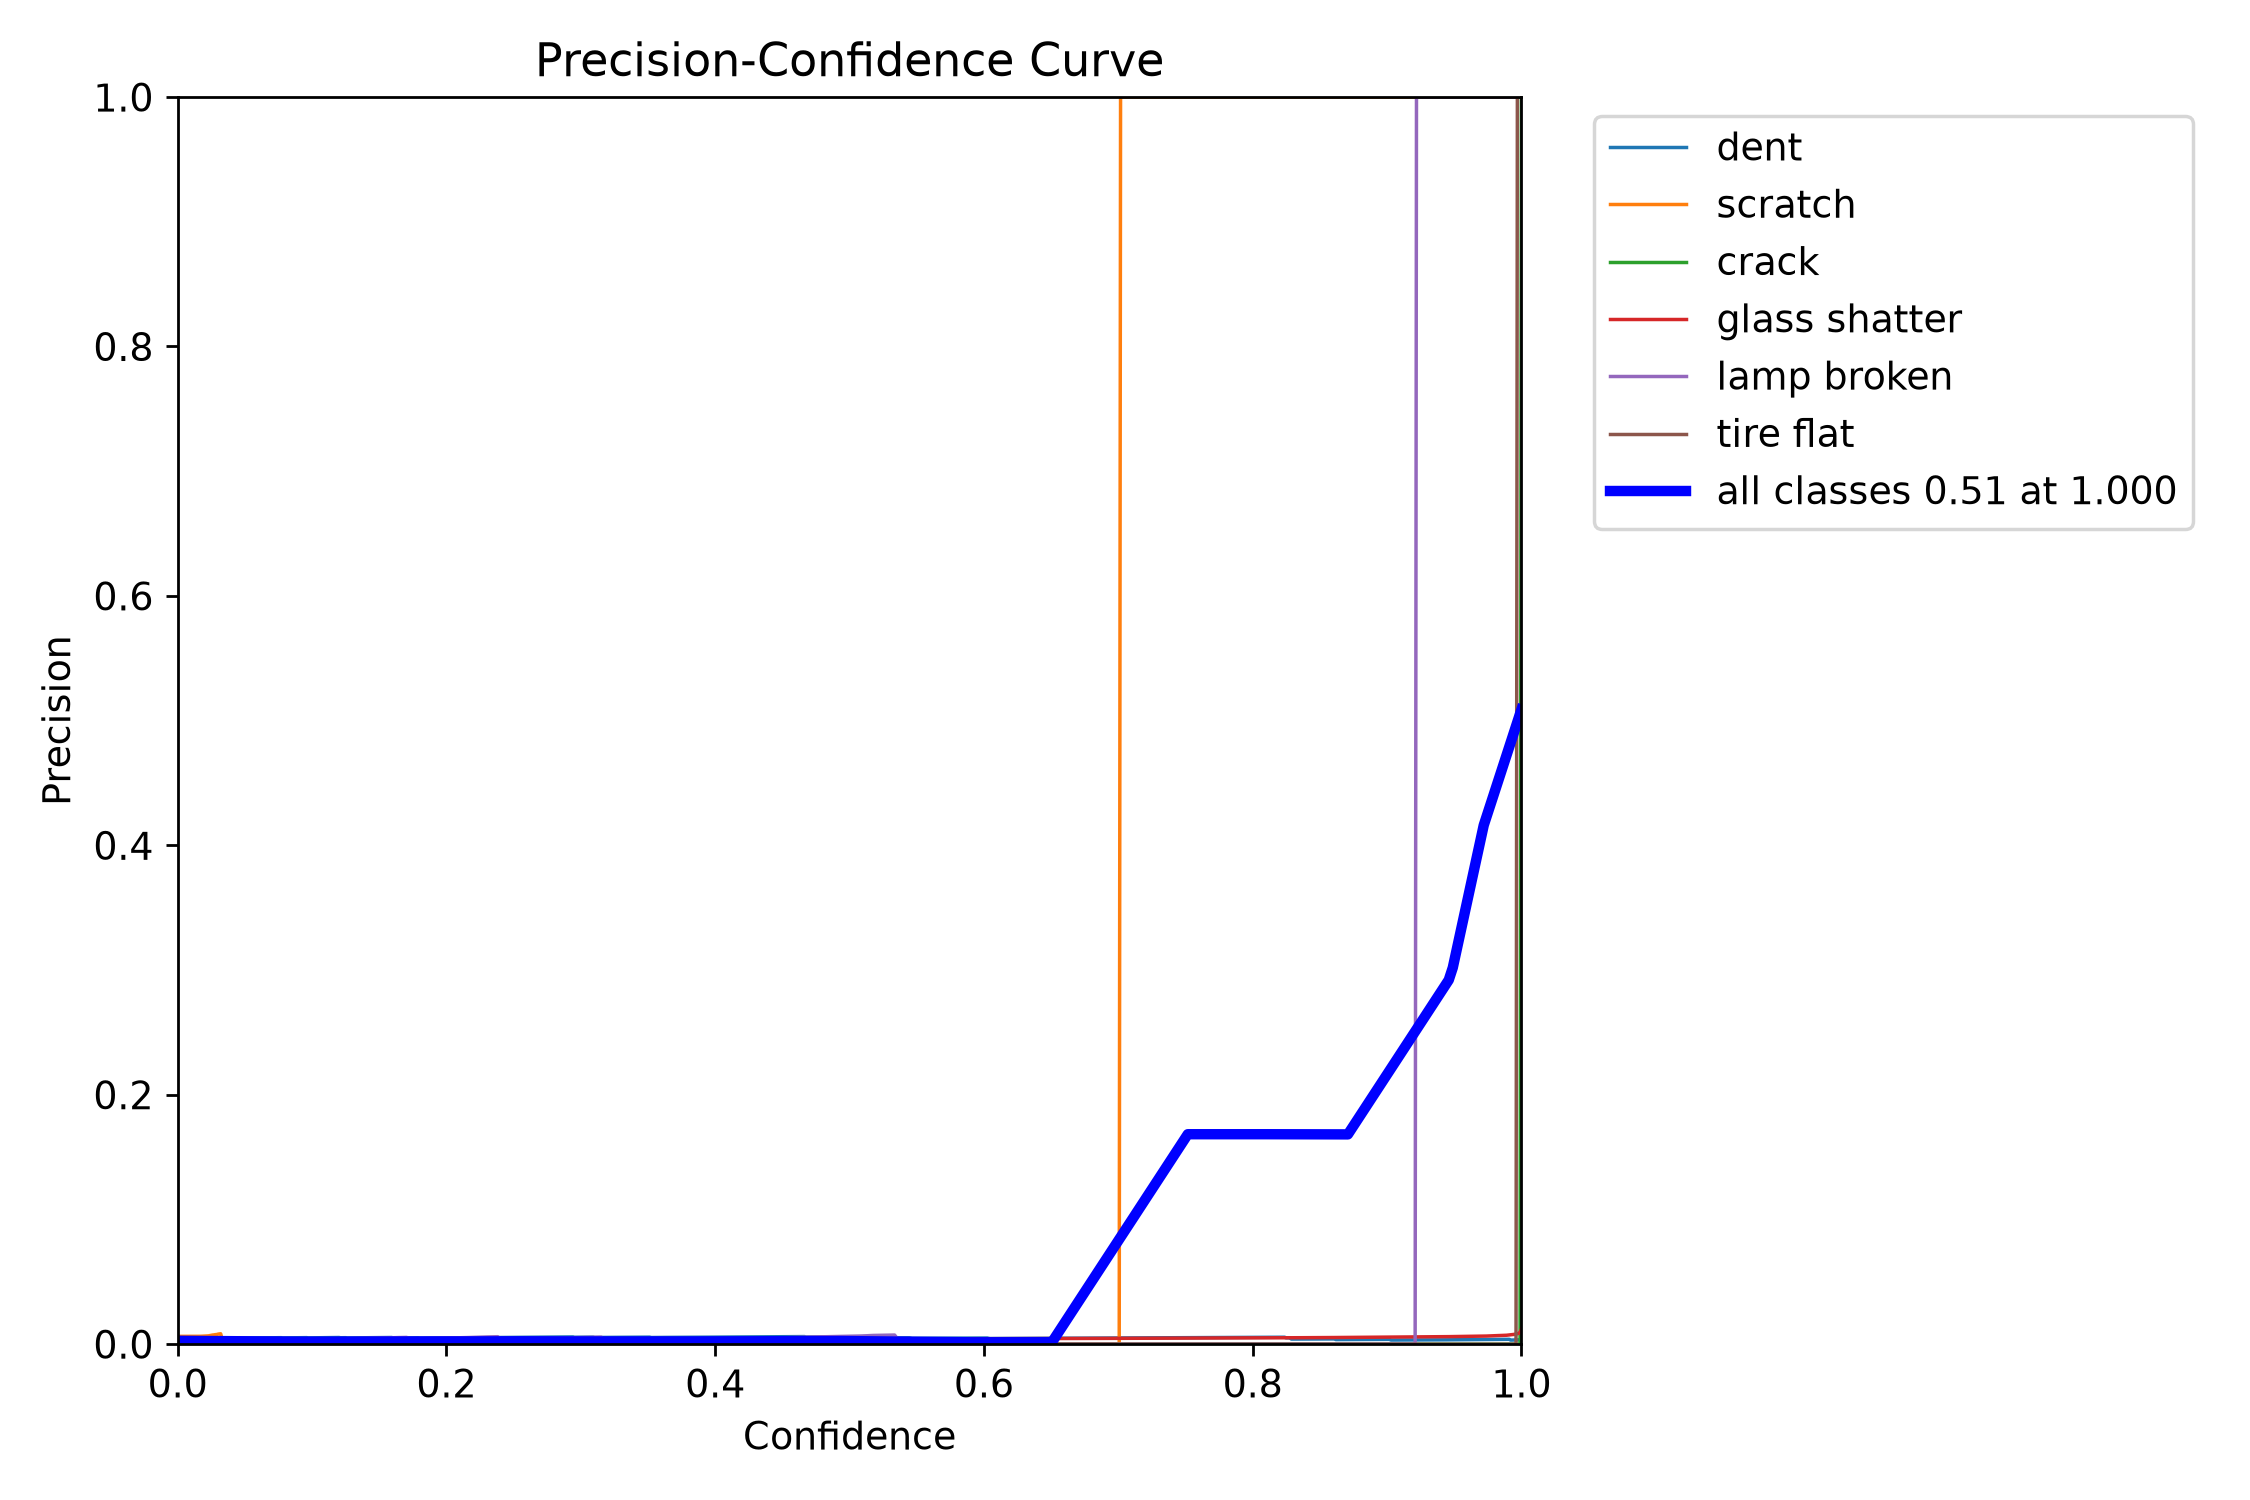 Precision-Confidence Curve
1.0
0.8
0.6
0.4
0.2
0.0
Precision
0.0 0.2 0.4 0.6 0.8 1.0
Confidence
dent
scratch
crack
glass shatter
lamp broken
tire flat
all classes 0.51 at 1.000